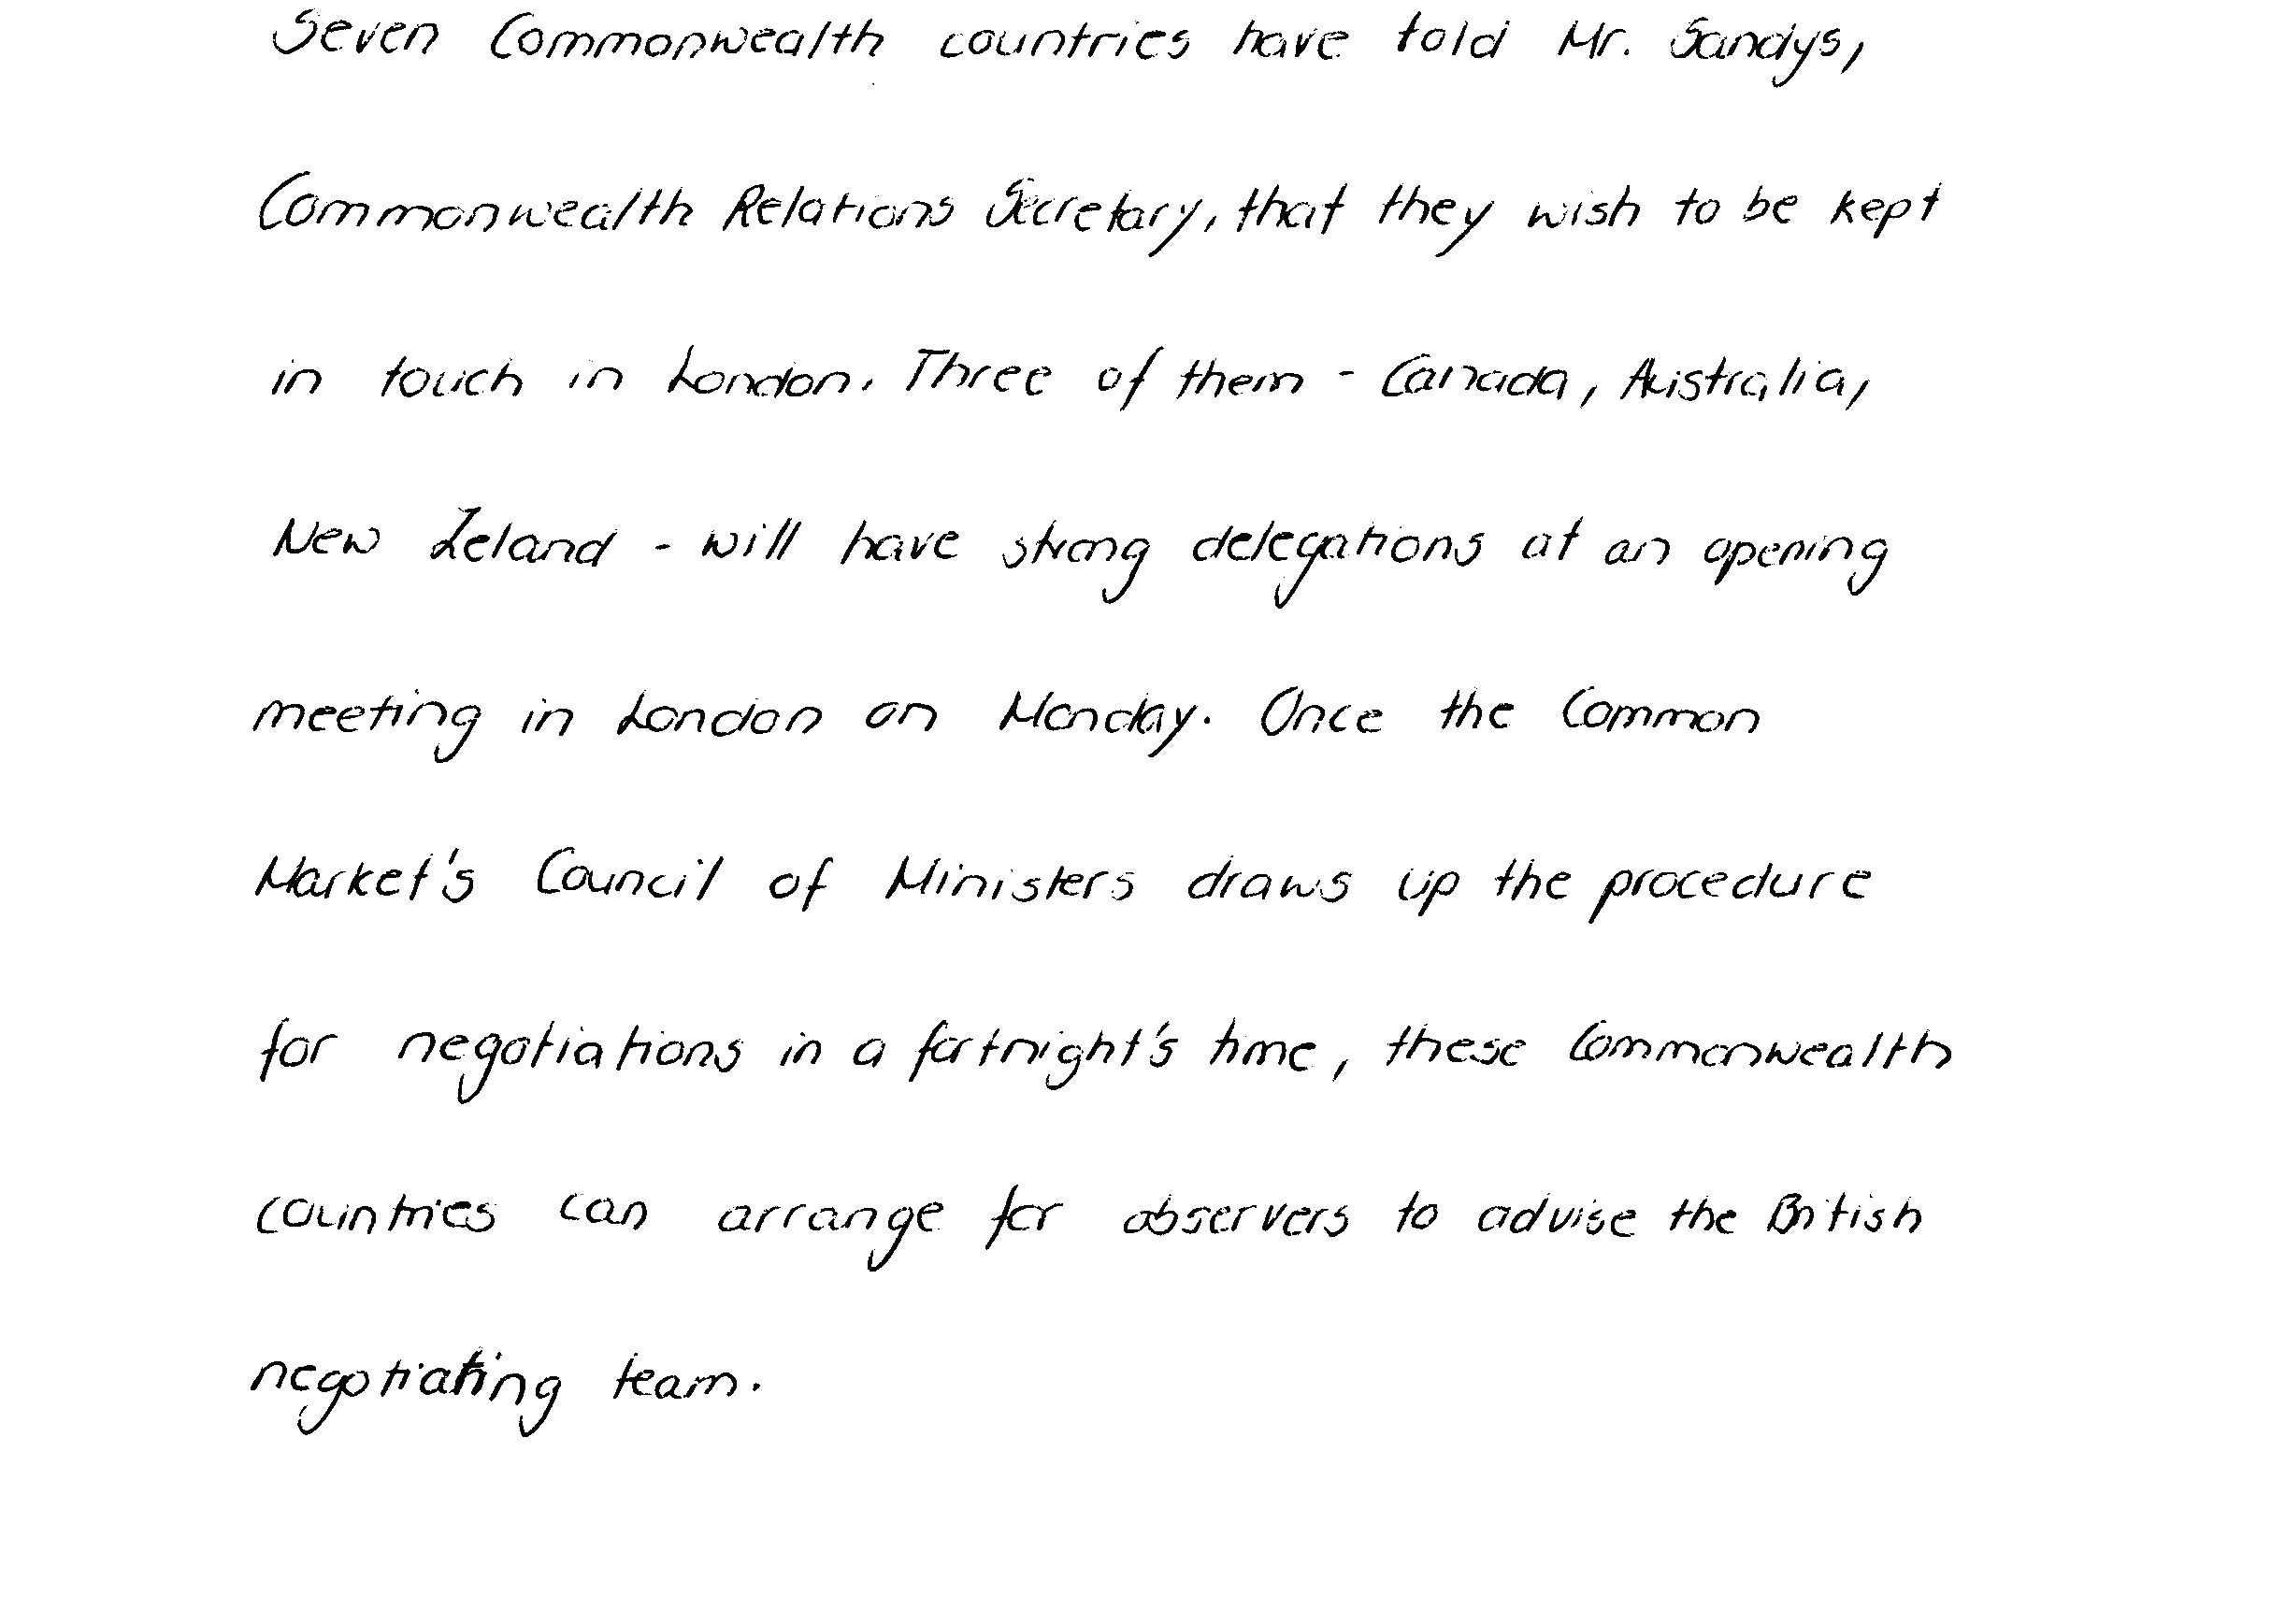 Seven Commonwealth countries have told Mr. Sandys,
Commonwealth Relations Secretary, that they wish to be kept
in touch in London. Three of them - Canada, Australia,
New Zeland - will have strong delegations at an opening
meeting in London on Monday. Once the Common
Market's Council of Ministers draws up the procedure
for negotiations in a fortnight's time, these Commonwealth
countries can arrange for observers to advise the British
negotiating team.